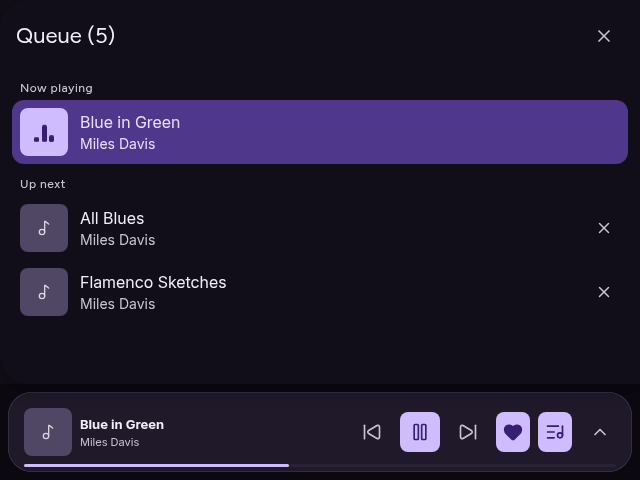 Queue (5)
Now playing
Blue in Green
Miles Davis
Up next
All Blues
Miles Davis
Flamenco Sketches
Miles Davis
Blue in Green
Miles Davis